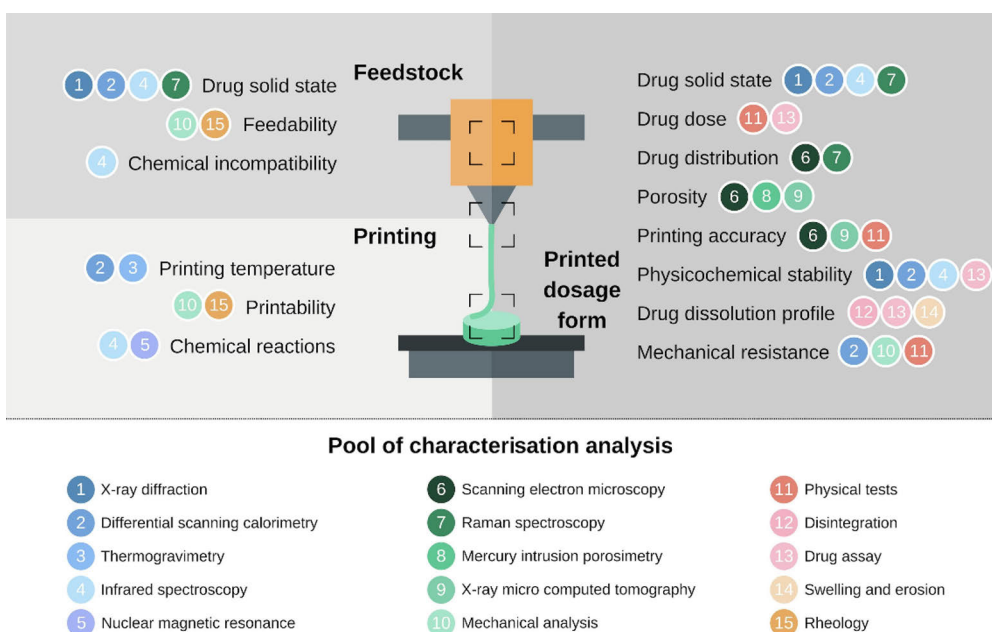 Feedstock
1 2 4 7 Drug solid state
10 15 Feedability
4 Chemical incompatibility
Printing
2 3 Printing temperature
10 15 Printability
4 5 Chemical reactions
Printed
dosage
form
Drug solid state 1 2 4 7
Drug dose 11 13
Drug distribution 6 7
Porosity 6 8 9
Printing accuracy 6 9 11
Physicochemical stability 1 2 4 13
Drug dissolution profile 12 13 14
Mechanical resistance 2 10 11
Pool of characterisation analysis
1 X-ray diffraction
2 Differential scanning calorimetry
3 Thermogravimetry
4 Infrared spectroscopy
5 Nuclear magnetic resonance
6 Scanning electron microscopy
7 Raman spectroscopy
8 Mercury intrusion porosimetry
9 X-ray micro computed tomography
10 Mechanical analysis
11 Physical tests
12 Disintegration
13 Drug assay
14 Swelling and erosion
15 Rheology